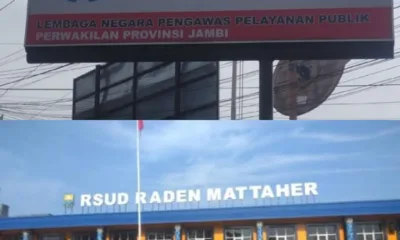 LEMBAGA NEGARA PENGAWAS PELAYANAN PUBLIK
PERWAKILAN PROVINSI JAMBI
RSUD RADEN MATTAHER